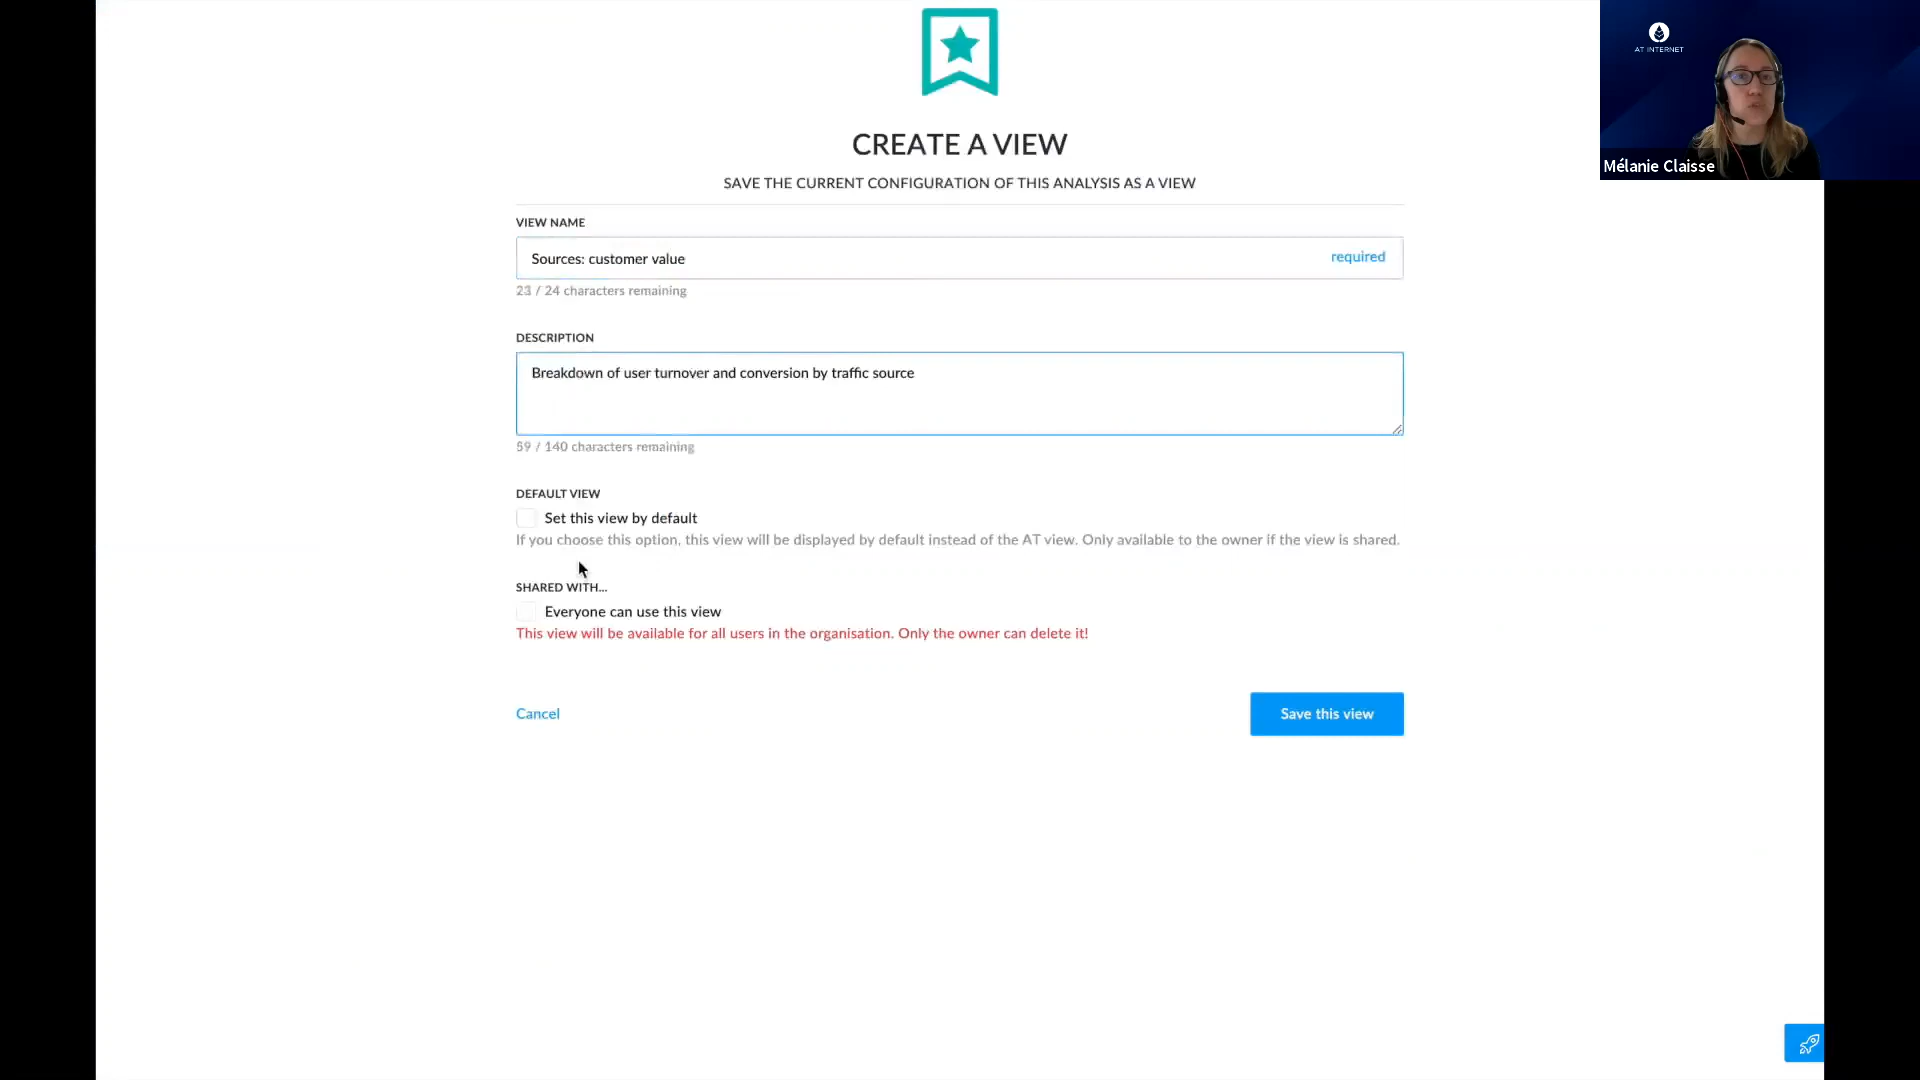 AT INTERNET
Mélanie Claisse
CREATE A VIEW
SAVE THE CURRENT CONFIGURATION OF THIS ANALYSIS AS A VIEW
VIEW NAME
Sources: customer value
required
23 / 24 characters remaining
DESCRIPTION
Breakdown of user turnover and conversion by traffic source
59 / 140 characters remaining
DEFAULT VIEW
Set this view by default
If you choose this option, this view will be displayed by default instead of the AT view. Only available to the owner if the view is shared.
SHARED WITH...
Everyone can use this view
This view will be available for all users in the organisation. Only the owner can delete it!
Cancel
Save this view